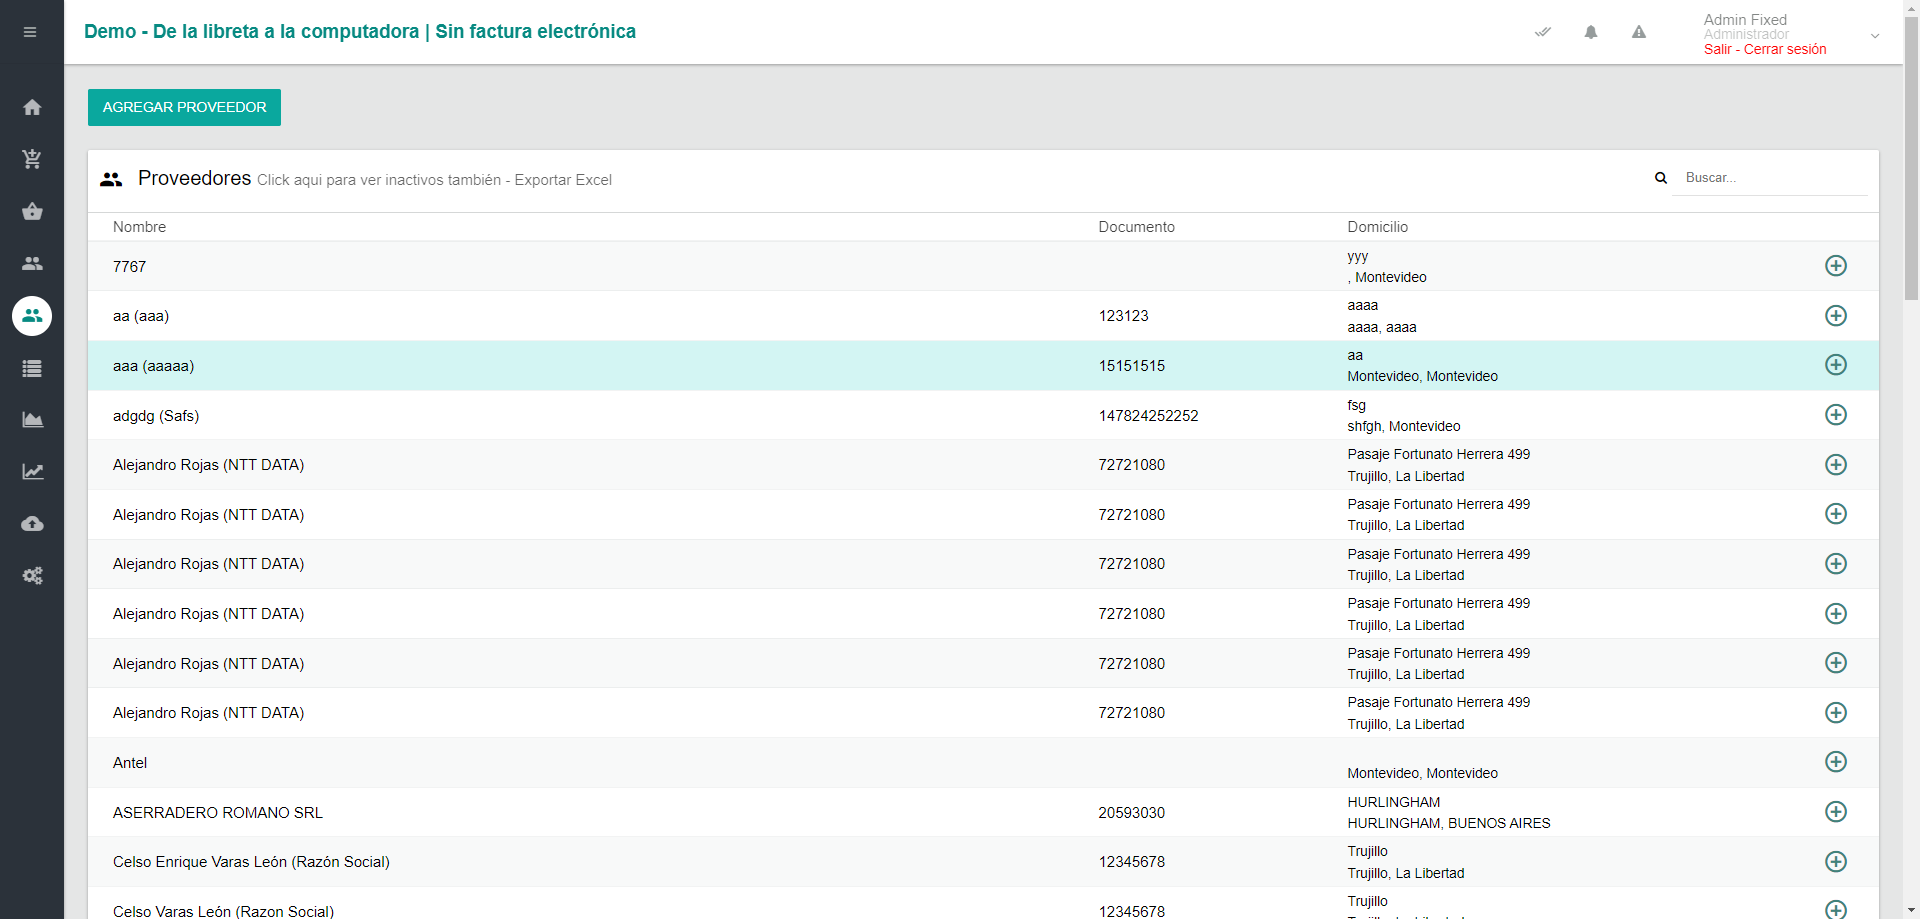 Demo - De la libreta a la computadora | Sin factura electrónica
Admin Fixed
Administrador
Salir - Cerrar sesión
AGREGAR PROVEEDOR
Proveedores Click aqui para ver inactivos también - Exportar Excel
Buscar...
Nombre Documento Domicilio
7767
yyy
, Montevideo
aa (aaa) 123123
aaaa
aaaa, aaaa
aaa (aaaaa) 15151515
aa
Montevideo, Montevideo
adgdg (Safs) 147824252252
fsg
shfgh, Montevideo
Alejandro Rojas (NTT DATA) 72721080
Pasaje Fortunato Herrera 499
Trujillo, La Libertad
Alejandro Rojas (NTT DATA) 72721080
Pasaje Fortunato Herrera 499
Trujillo, La Libertad
Alejandro Rojas (NTT DATA) 72721080
Pasaje Fortunato Herrera 499
Trujillo, La Libertad
Alejandro Rojas (NTT DATA) 72721080
Pasaje Fortunato Herrera 499
Trujillo, La Libertad
Alejandro Rojas (NTT DATA) 72721080
Pasaje Fortunato Herrera 499
Trujillo, La Libertad
Alejandro Rojas (NTT DATA) 72721080
Pasaje Fortunato Herrera 499
Trujillo, La Libertad
Antel
Montevideo, Montevideo
ASERRADERO ROMANO SRL 20593030
HURLINGHAM
HURLINGHAM, BUENOS AIRES
Celso Enrique Varas León (Razón Social) 12345678
Trujillo
Trujillo, La Libertad
Celso Varas León (Razon Social) 12345678
Trujillo